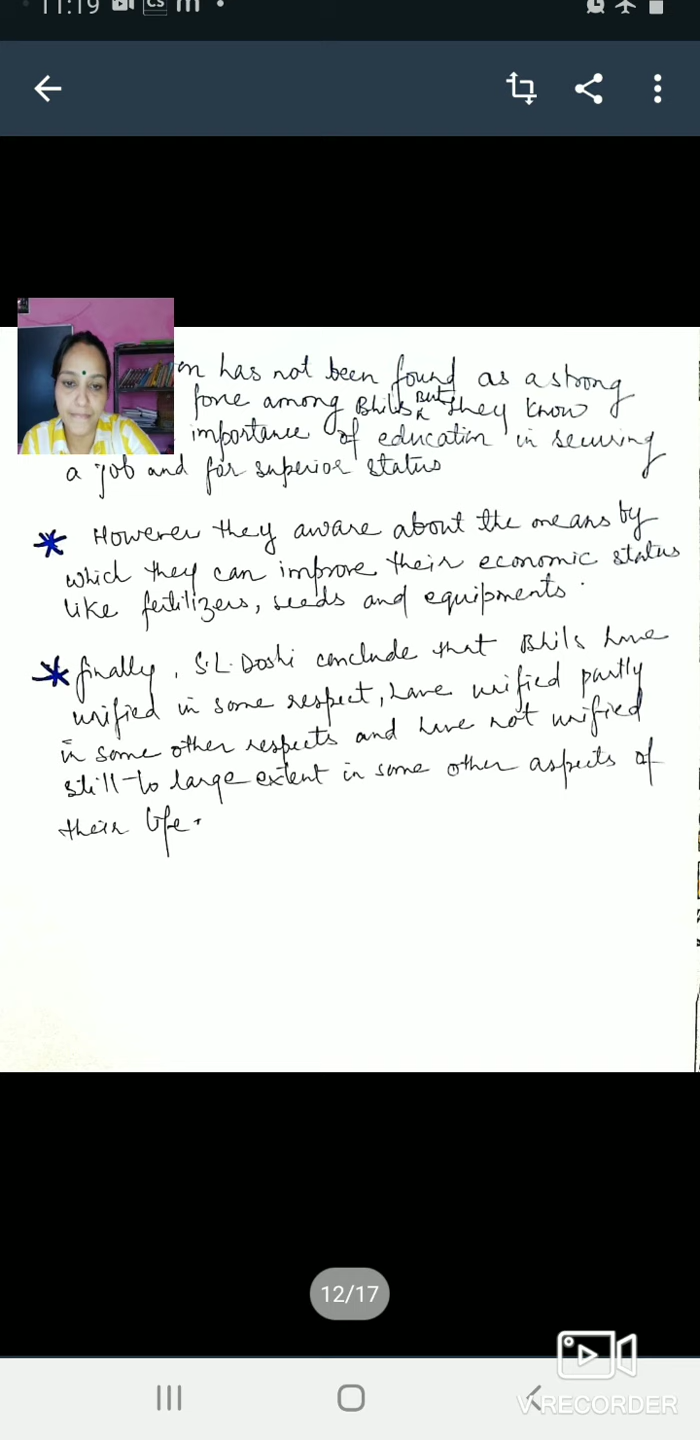 11:19
CS m
on has not been found as a strong
force among Bhils But they know
importance of education in securing
a job and for superior status
* However they aware about the means by
which they can improve their economic status
like fertilizers, seeds and equipments.
* finally, S.L. Doshi conclude that Bhils have
unified in some respect, have unified partly
in some other respects and have not unified
still to large extent in some other aspects of
their life.
12/17
V RECORDER